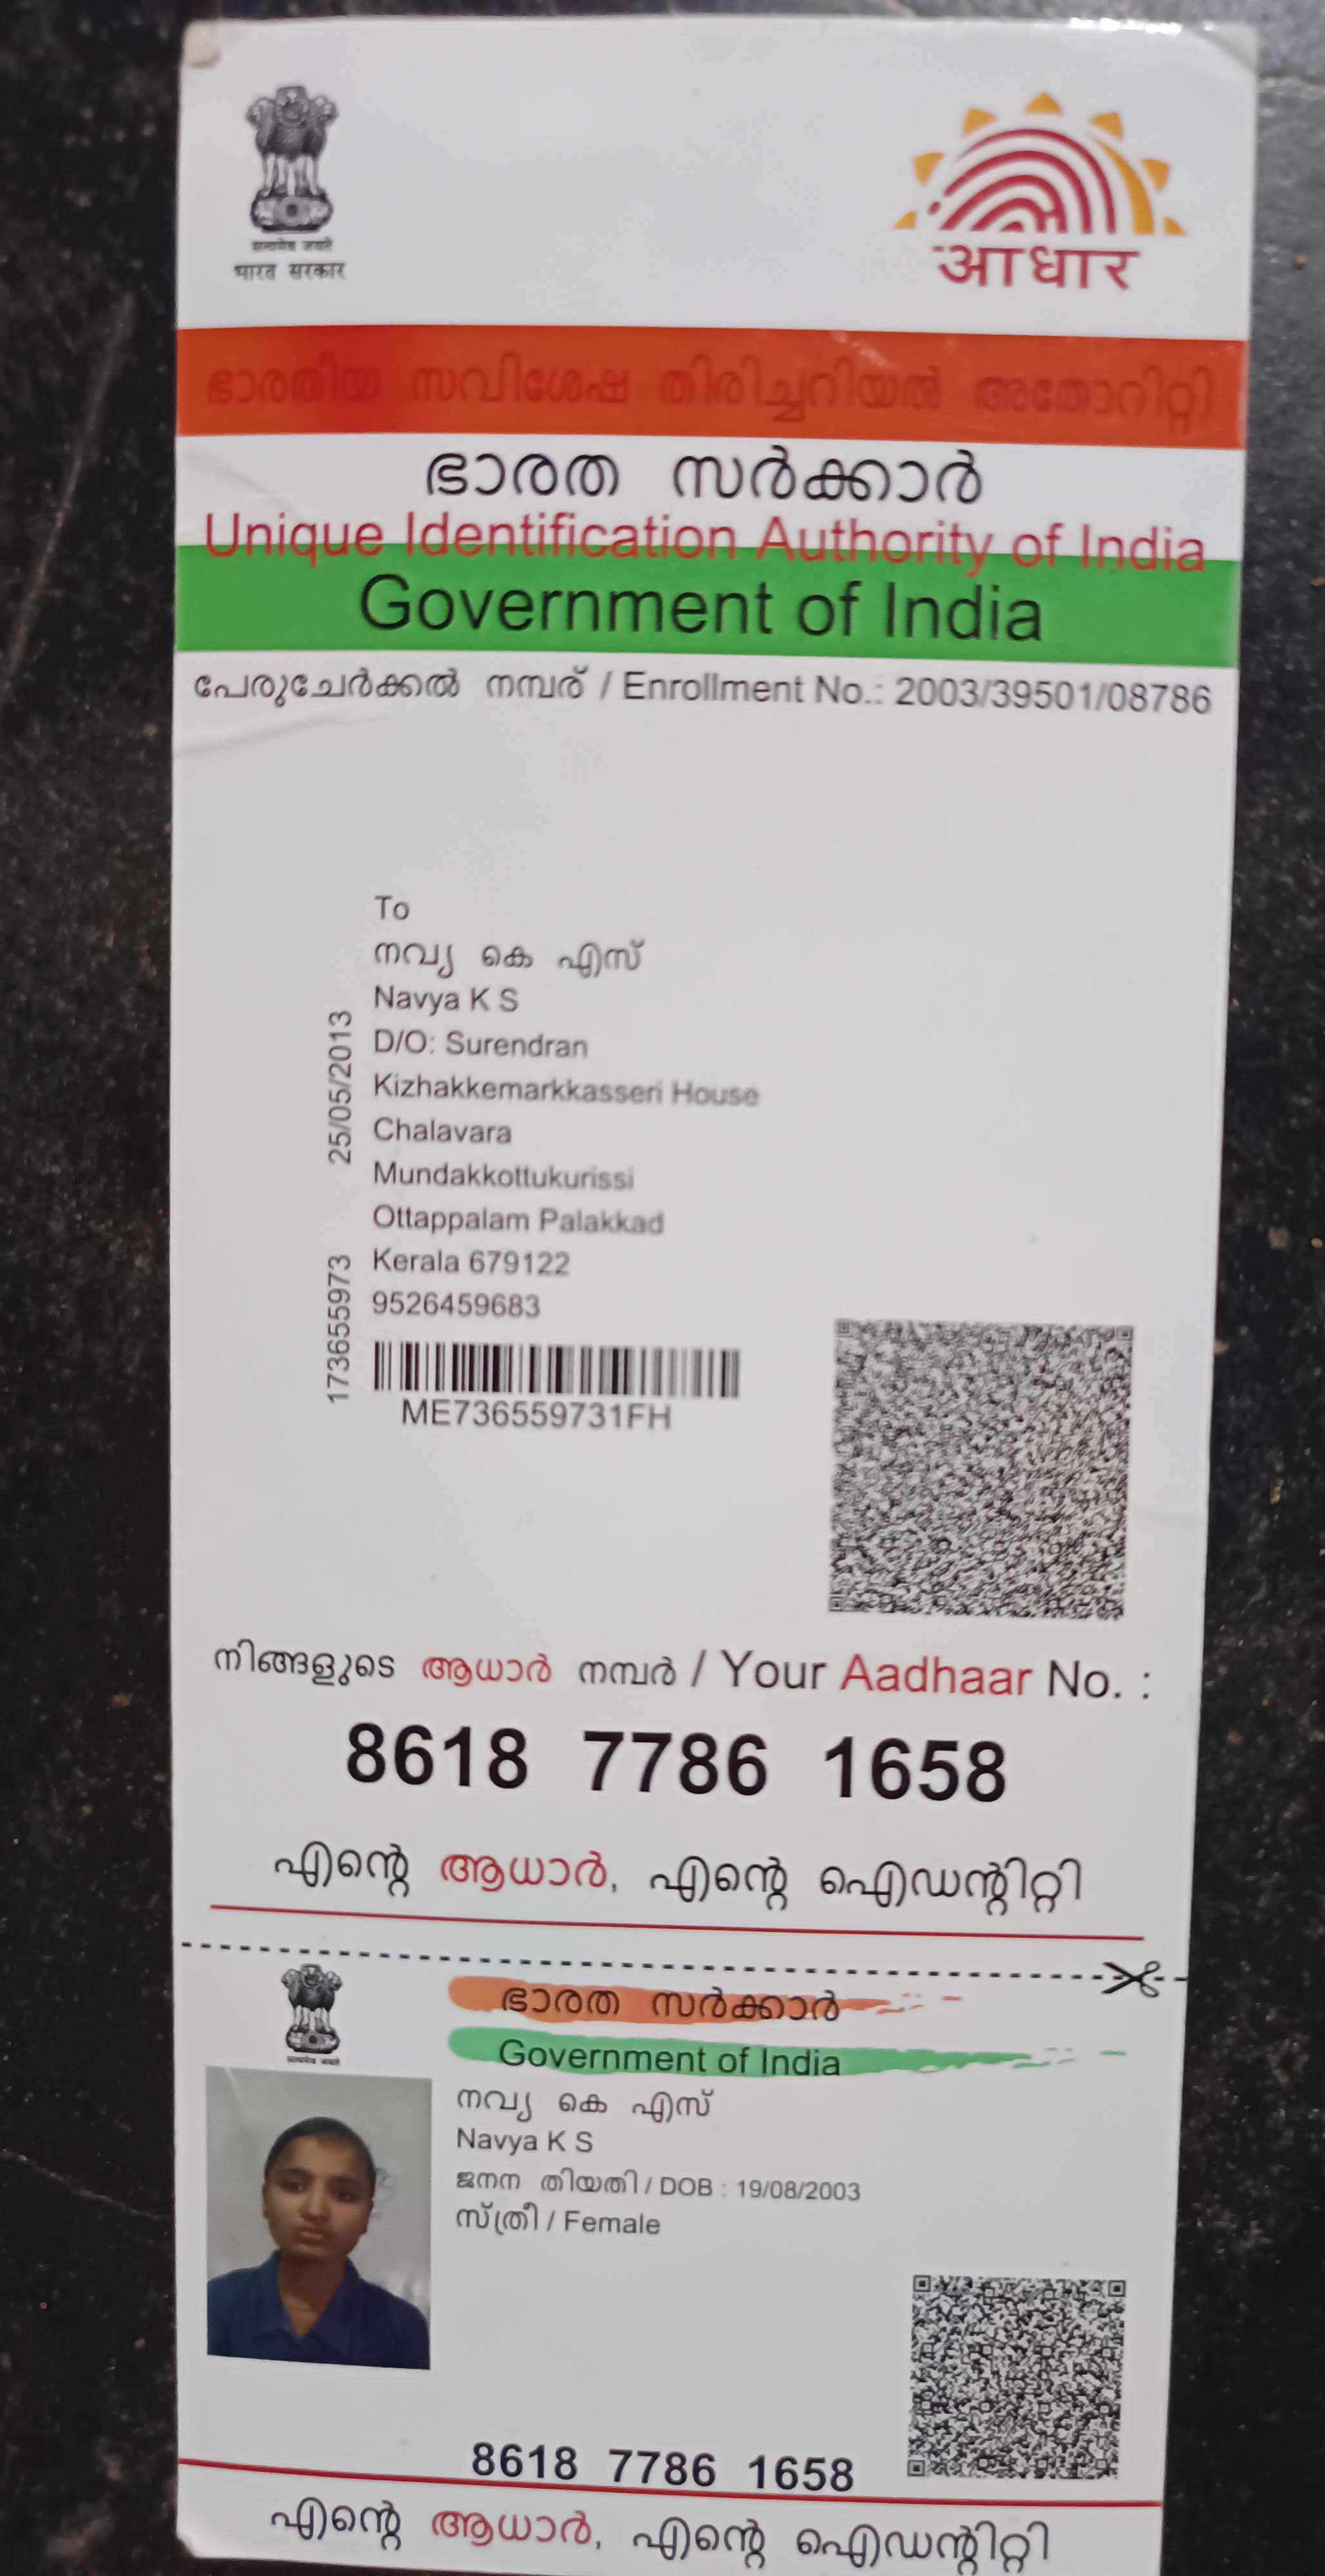 सत्यमेव जयते
भारत सरकार
आधार
ഭാരതിയ സവിശേഷ തിരിച്ചറിയൽ അതോറിറ്റി
ഭാരത സർക്കാർ
Unique Identification Authority of India
Government of India
പേരുചേർക്കൽ നമ്പര് / Enrollment No.: 2003/39501/08786
To
നവ്യ കെ എസ്
Navya K S
D/O: Surendran
Kizhakkemarkkasseri House
Chalavara
Mundakkottukurissi
Ottappalam Palakkad
Kerala 679122
9526459683
25/05/2013
173655973
ME736559731FH
നിങ്ങളുടെ ആധാർ നമ്പർ / Your Aadhaar No. :
8618 7786 1658
എന്റെ ആധാർ, എന്റെ ഐഡന്റിറ്റി
सत्यमेव जयते
ഭാരത സർക്കാർ
Government of India
നവ്യ കെ എസ്
Navya K S
ജനന തിയതി / DOB : 19/08/2003
സ്ത്രീ / Female
8618 7786 1658
എന്റെ ആധാർ, എന്റെ ഐഡന്റിറ്റി